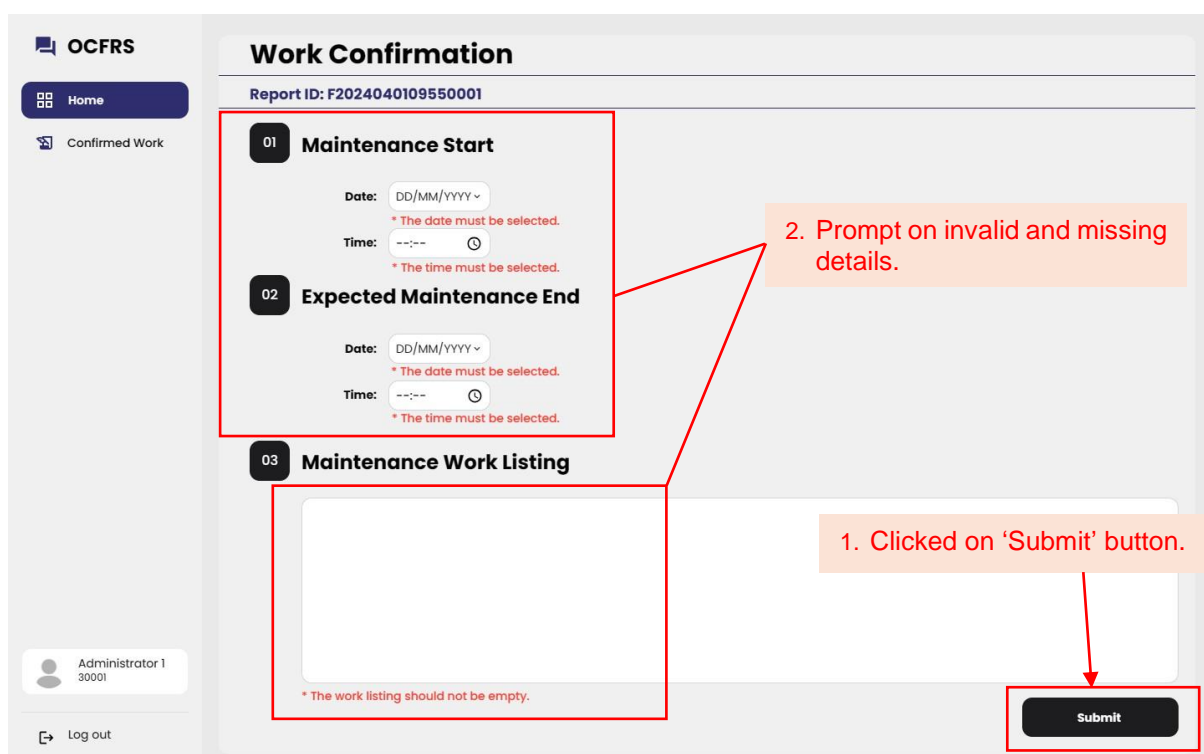 OCFRS
Home
Confirmed Work
Administrator 1
30001
Log out
Work Confirmation
Report ID: F2024040109550001
01 Maintenance Start
Date: DD/MM/YYYY
* The date must be selected.
Time: --:--
* The time must be selected.
02 Expected Maintenance End
Date: DD/MM/YYYY
* The date must be selected.
Time: --:--
* The time must be selected.
2. Prompt on invalid and missing
details.
03 Maintenance Work Listing
1. Clicked on ‘Submit’ button.
* The work listing should not be empty.
Submit